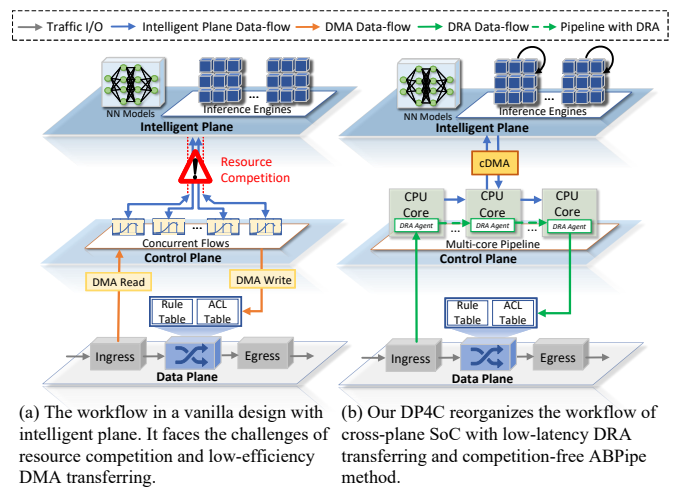 Traffic I/O Intelligent Plane Data-flow DMA Data-flow DRA Data-flow Pipeline with DRA
NN Models
...
Inference Engines
Intelligent Plane
Resource
Competition
...
Concurrent Flows
Control Plane
DMA Read
DMA Write
Rule
Table
ACL
Table
Ingress
Egress
Data Plane
(a) The workflow in a vanilla design with
intelligent plane. It faces the challenges of
resource competition and low-efficiency
DMA transferring.
NN Models
...
Inference Engines
Intelligent Plane
cDMA
CPU
Core
DRA Agent
CPU
Core
DRA Agent
CPU
Core
DRA Agent
...
...
Multi-core Pipeline
Control Plane
Rule
Table
ACL
Table
Ingress
Egress
Data Plane
(b) Our DP4C reorganizes the workflow of
cross-plane SoC with low-latency DRA
transferring and competition-free ABPipe
method.